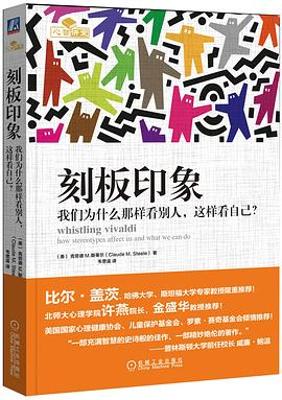 刻板印象
我们为什么那样看别人，这样看自己？
whistling vivaldi
how stereotypes affect us and what we can do
（美）克劳德 M.斯蒂尔（Claude M. Steele） 著
韦思遥 译
比尔·盖茨、哈佛大学、斯坦福大学专家教授隆重推荐！
北师大心理学院许燕院长，金盛华教授推荐！
美国国家心理健康协会、儿童保护基金会、罗素·赛奇基金会倾情推荐！
“一部充满智慧的史诗般的佳作，一部精妙绝伦的著作。”
——普林斯顿大学前任校长 威廉·鲍温
机械工业出版社
刻板印象
我们为什么那样看别人，这样看自己？
机械工业出版社